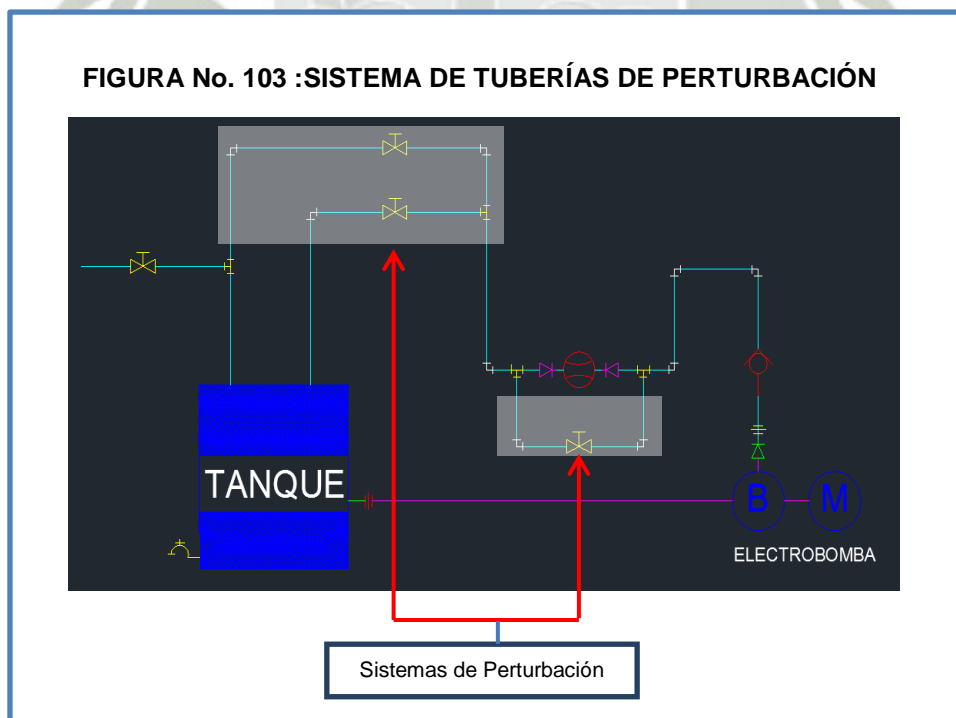 FIGURA No. 103 :SISTEMA DE TUBERÍAS DE PERTURBACIÓN
TANQUE
B
M
ELECTROBOMBA
Sistemas de Perturbación